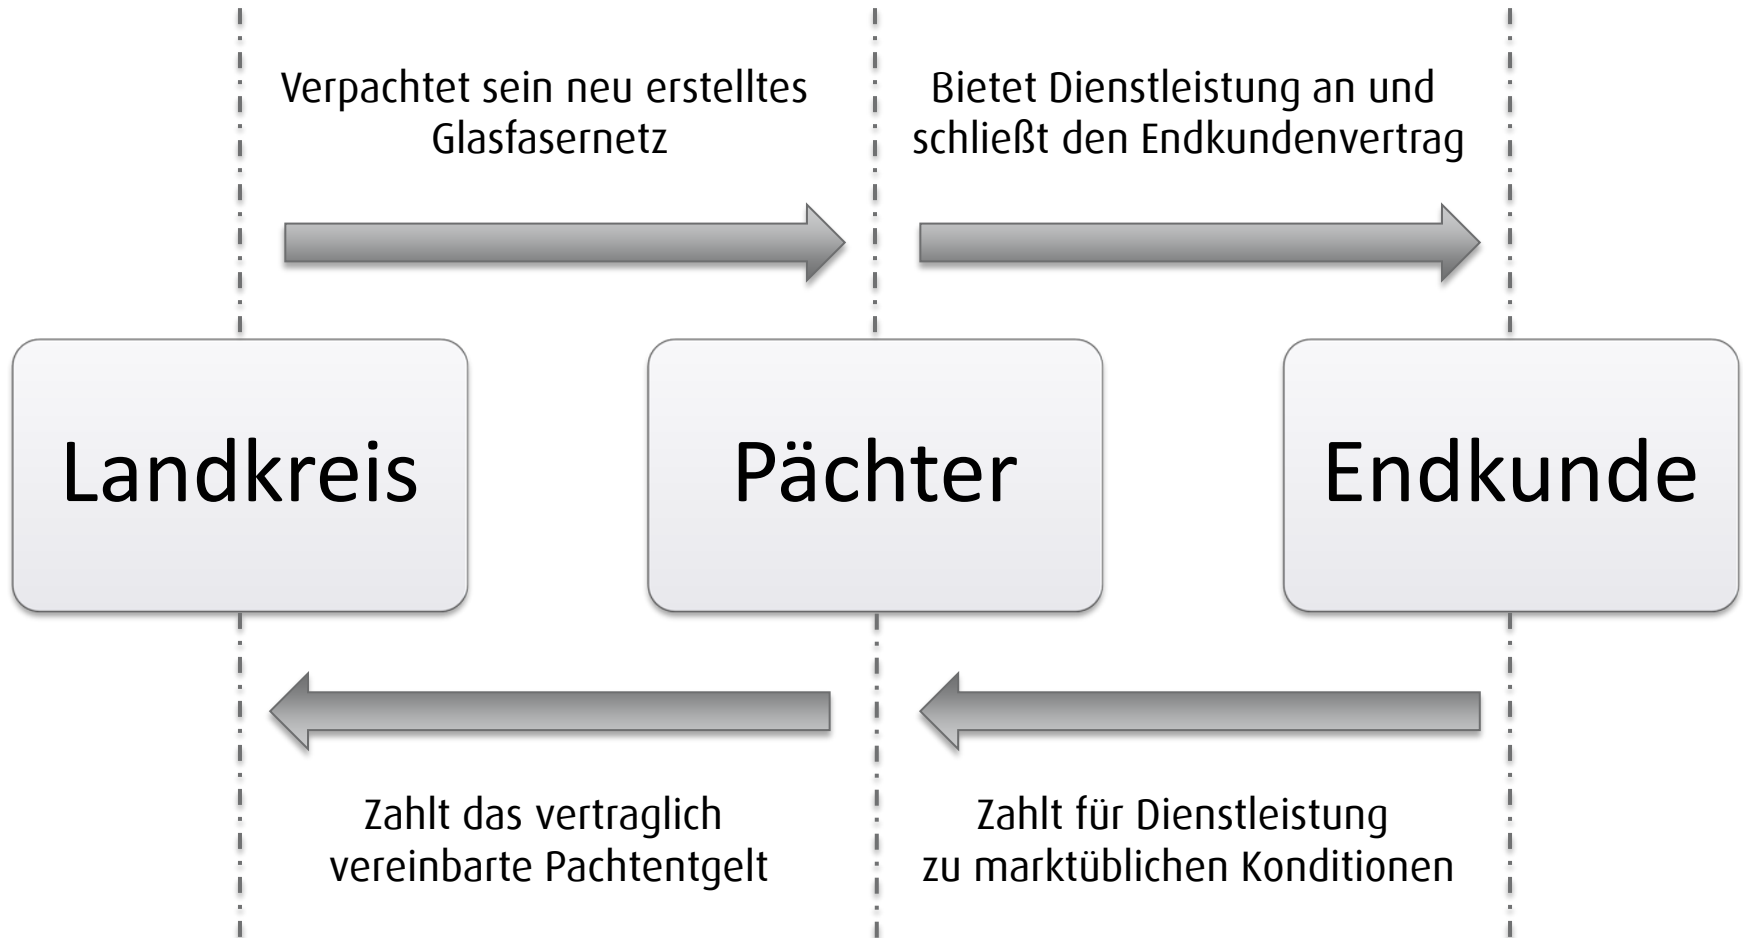 Verpachtet sein neu erstelltes
Glasfasernetz
Bietet Dienstleistung an und
schließt den Endkundenvertrag
Landkreis
Pächter
Endkunde
Zahlt das vertraglich
vereinbarte Pachtentgelt
Zahlt für Dienstleistung
zu marktüblichen Konditionen